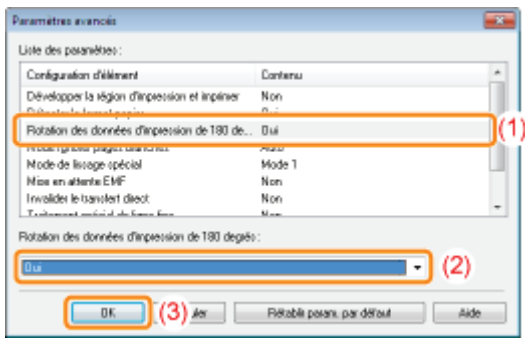 Paramètres avancés
Liste des paramètres :
Configuration d'élément Contenu
Développer la région d'impression et imprimer Non
Rotation des données d'impression de 180 de... Oui (1)
Mode de lissage spécial Mode 1
Mise en attente EMF Non
Invalider le transfert direct Non
Rotation des données d'impression de 180 degrés :
Oui (2)
OK (3) Rétablir param. par défaut Aide